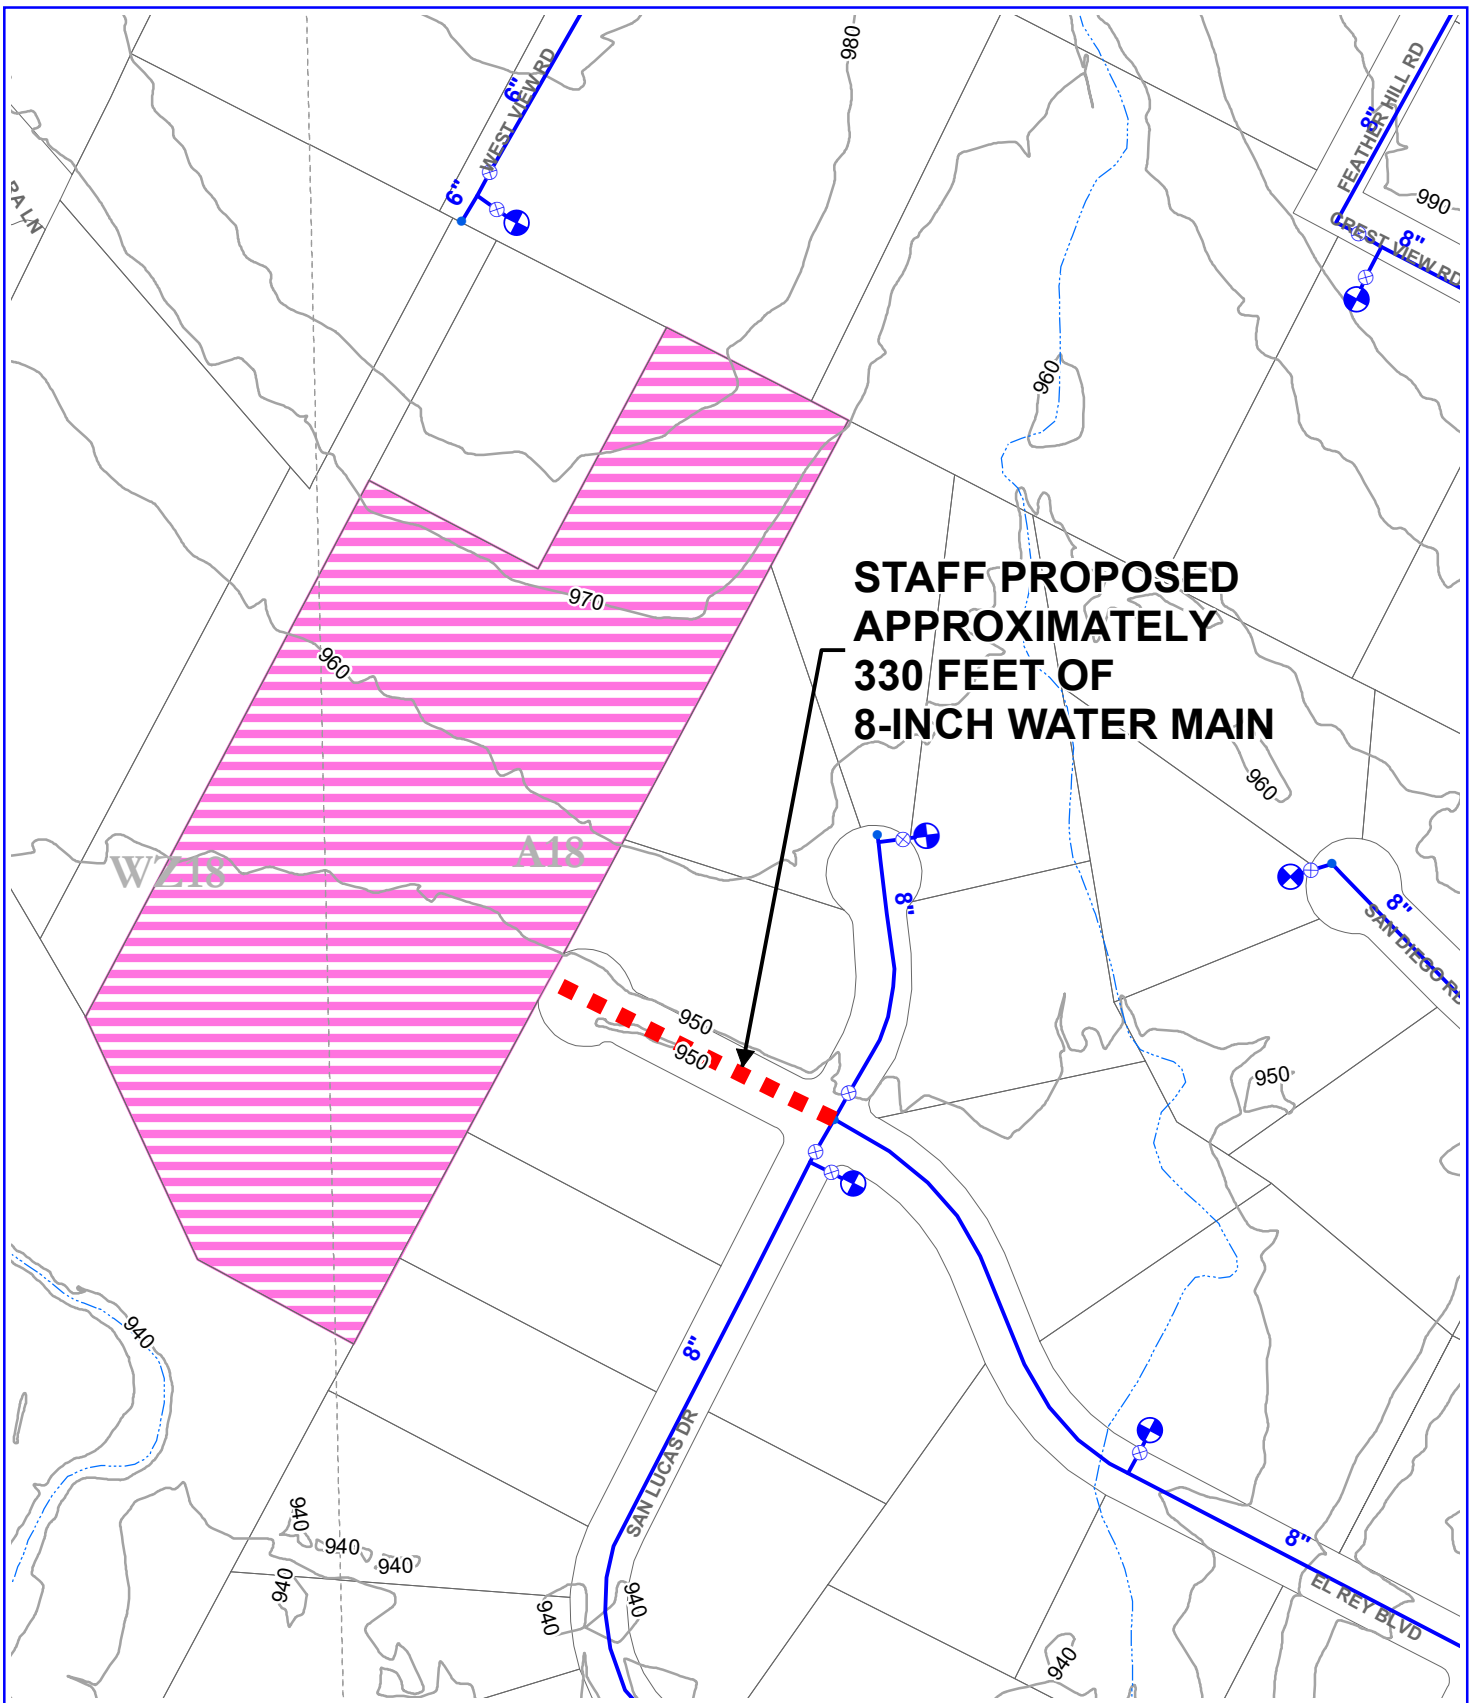 980
6"
WEST VIEW RD
6"
8"
FEATHER HILL RD
990
CREST VIEW RD
8"
RA LN
960
STAFF PROPOSED
APPROXIMATELY
330 FEET OF
8-INCH WATER MAIN
970
960
960
WZ18
A18
8"
8"
SAN DIEGO RD
950
950
950
940
8"
SAN LUCAS DR
940
940
940
940
940
940
8"
EL REY BLVD
940